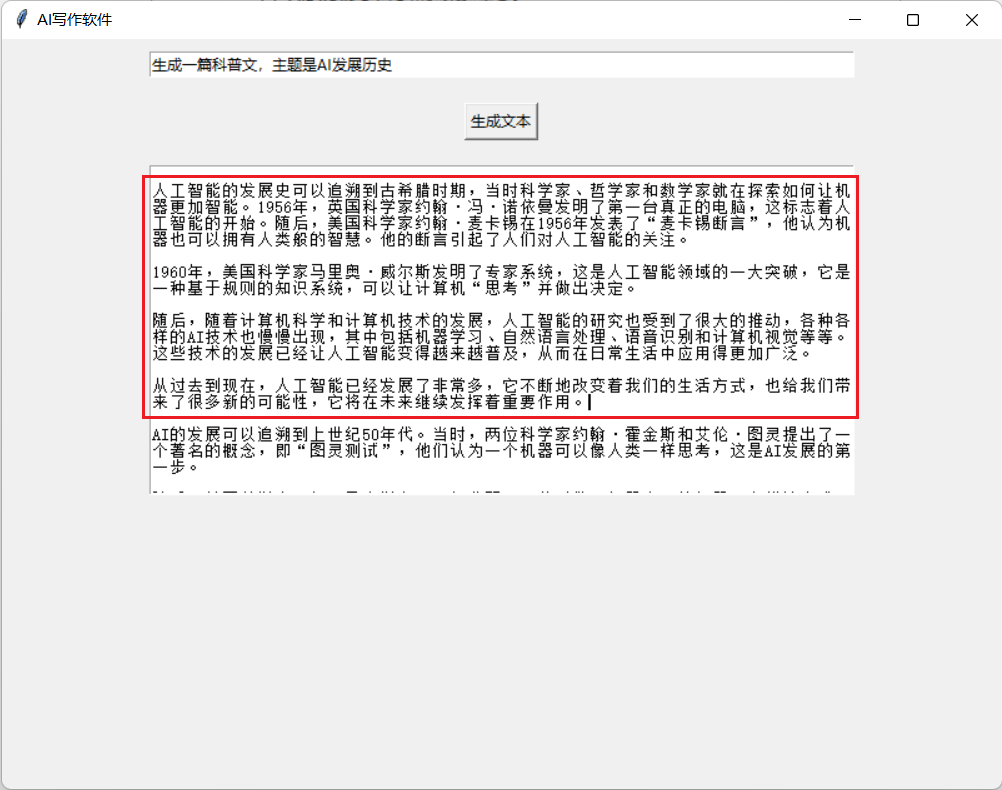 AI写作软件
生成一篇科普文，主题是AI发展历史
生成文本
人工智能的发展史可以追溯到古希腊时期，当时科学家、哲学家和数学家就在探索如何让机
器更加智能。1956年，英国科学家约翰·冯·诺依曼发明了第一台真正的电脑，这标志着人
工智能的开始。随后，美国科学家约翰·麦卡锡在1956年发表了“麦卡锡断言”，他认为机
器也可以拥有人类般的智慧。他的断言引起了人们对人工智能的关注。
1960年，美国科学家马里奥·威尔斯发明了专家系统，这是人工智能领域的一大突破，它是
一种基于规则的知识系统，可以让计算机“思考”并做出决定。
随后，随着计算机科学和计算机技术的发展，人工智能的研究也受到了很大的推动，各种各
样的AI技术也慢慢出现，其中包括机器学习、自然语言处理、语音识别和计算机视觉等等。
这些技术的发展已经让人工智能变得越来越普及，从而在日常生活中应用得更加广泛。
从过去到现在，人工智能已经发展了非常多，它不断地改变着我们的生活方式，也给我们带
来了很多新的可能性，它将在未来继续发挥着重要作用。
AI的发展可以追溯到上世纪50年代。当时，两位科学家约翰·霍金斯和艾伦·图灵提出了一
个著名的概念，即“图灵测试”，他们认为一个机器可以像人类一样思考，这是AI发展的第
一步。